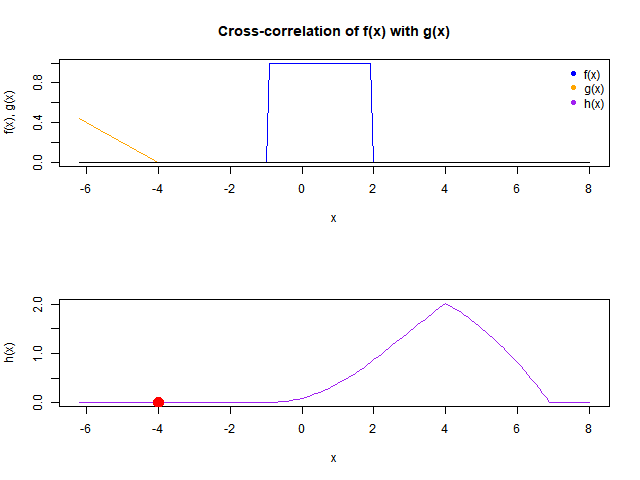 Cross-correlation of f(x) with g(x)
f(x), g(x)
0.8
0.4
0.0
f(x)
g(x)
h(x)
-6 -4 -2 0 2 4 6 8
x
h(x)
2.0
1.0
0.0
-6 -4 -2 0 2 4 6 8
x